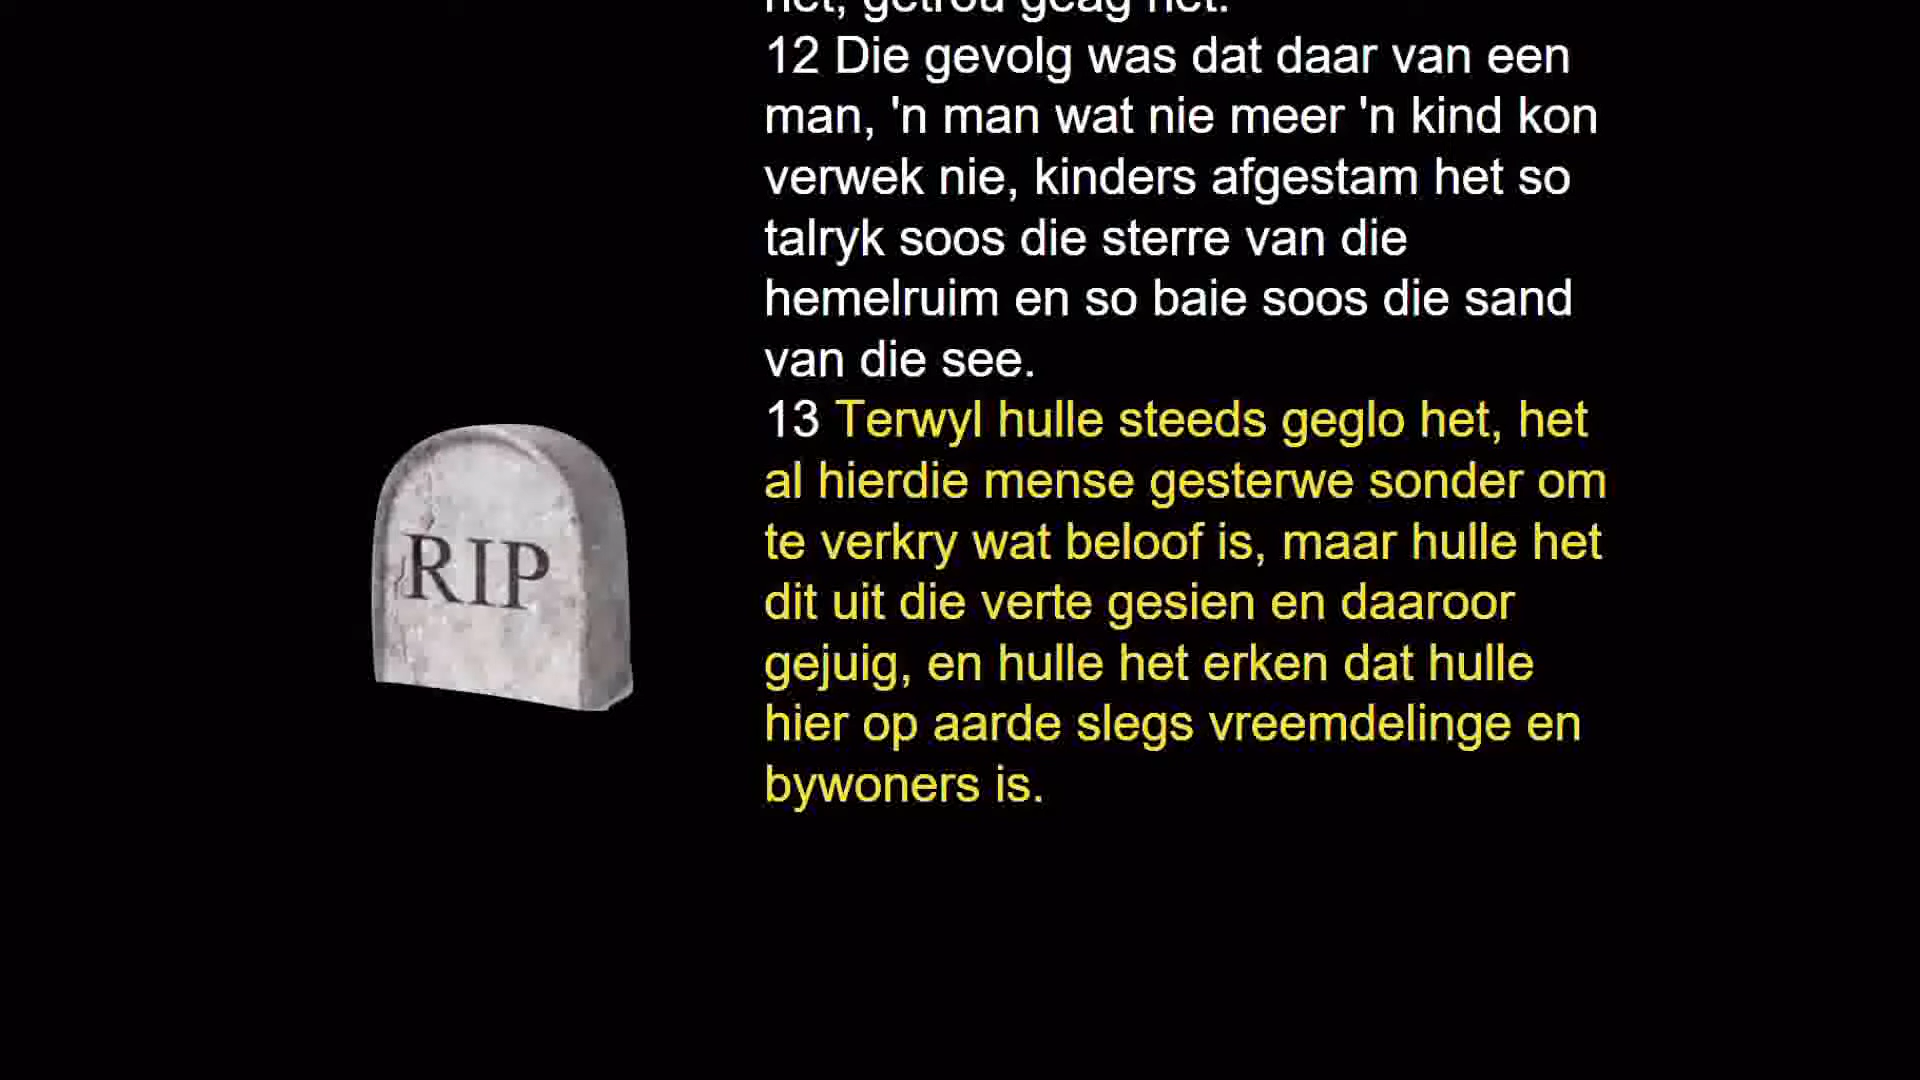 het, getrou geag het.
12 Die gevolg was dat daar van een
man, 'n man wat nie meer 'n kind kon
verwek nie, kinders afgestam het so
talryk soos die sterre van die
hemelruim en so baie soos die sand
van die see.
13 Terwyl hulle steeds geglo het, het
al hierdie mense gesterwe sonder om
te verkry wat beloof is, maar hulle het
dit uit die verte gesien en daaroor
gejuig, en hulle het erken dat hulle
hier op aarde slegs vreemdelinge en
bywoners is.
RIP